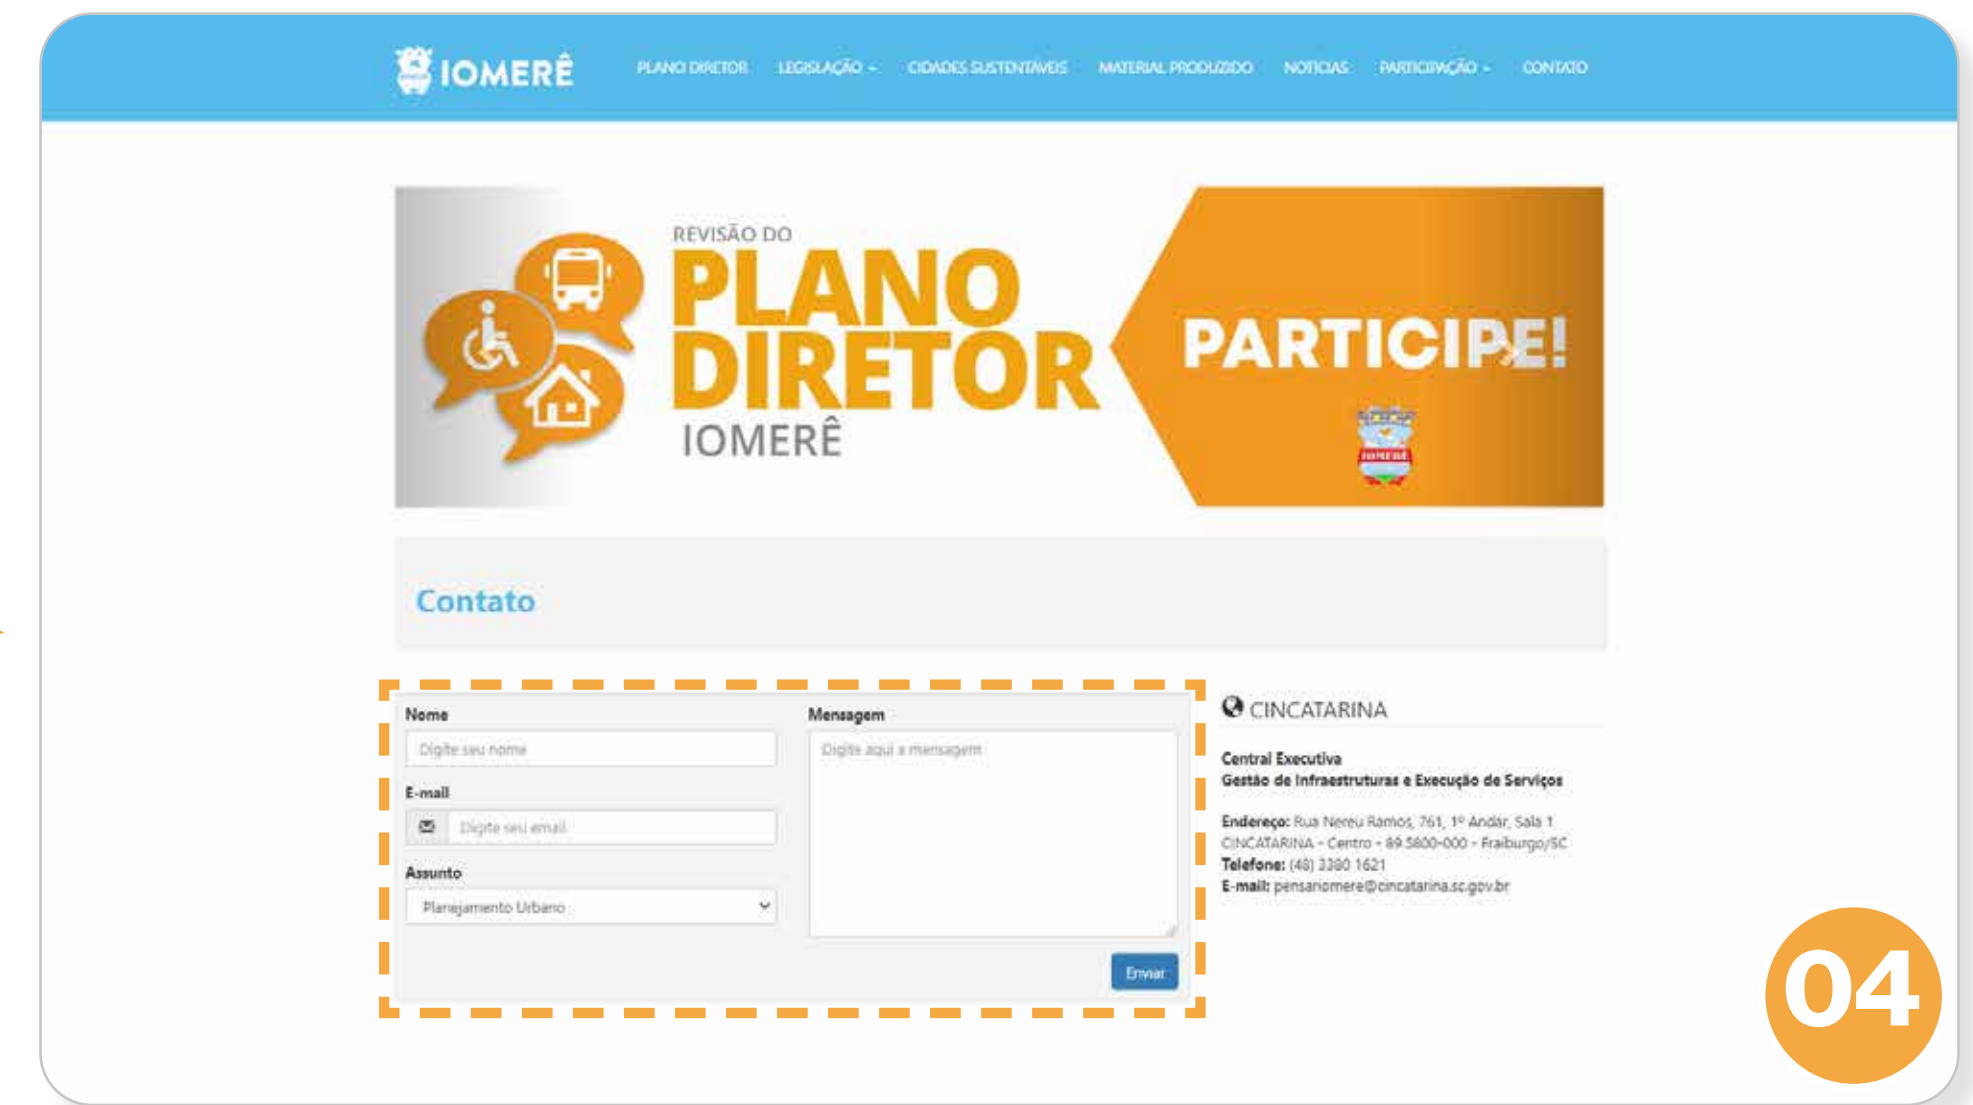 IOMERÊ
PLANO DIRETOR LEGISLAÇÃO CIDADES SUSTENTÁVEIS MATERIAL PRODUZIDO NOTÍCIAS PARTICIPAÇÃO CONTATO
REVISÃO DO
PLANO
DIRETOR
IOMERÊ
PARTICIPE!
IOMERÊ
Contato
Nome
Digite seu nome
E-mail
Digite seu email
Assunto
Planejamento Urbano
Mensagem
Digite aqui a mensagem
Enviar
CINCATARINA
Central Executiva
Gestão de Infraestruturas e Execução de Serviços
Endereço: Rua Nereu Ramos, 761, 1º Andar, Sala 1
CINCATARINA - Centro - 89.5800-000 - Fraiburgo/SC
Telefone: (48) 3380 1621
E-mail: pensariomere@cincatarina.sc.gov.br
04